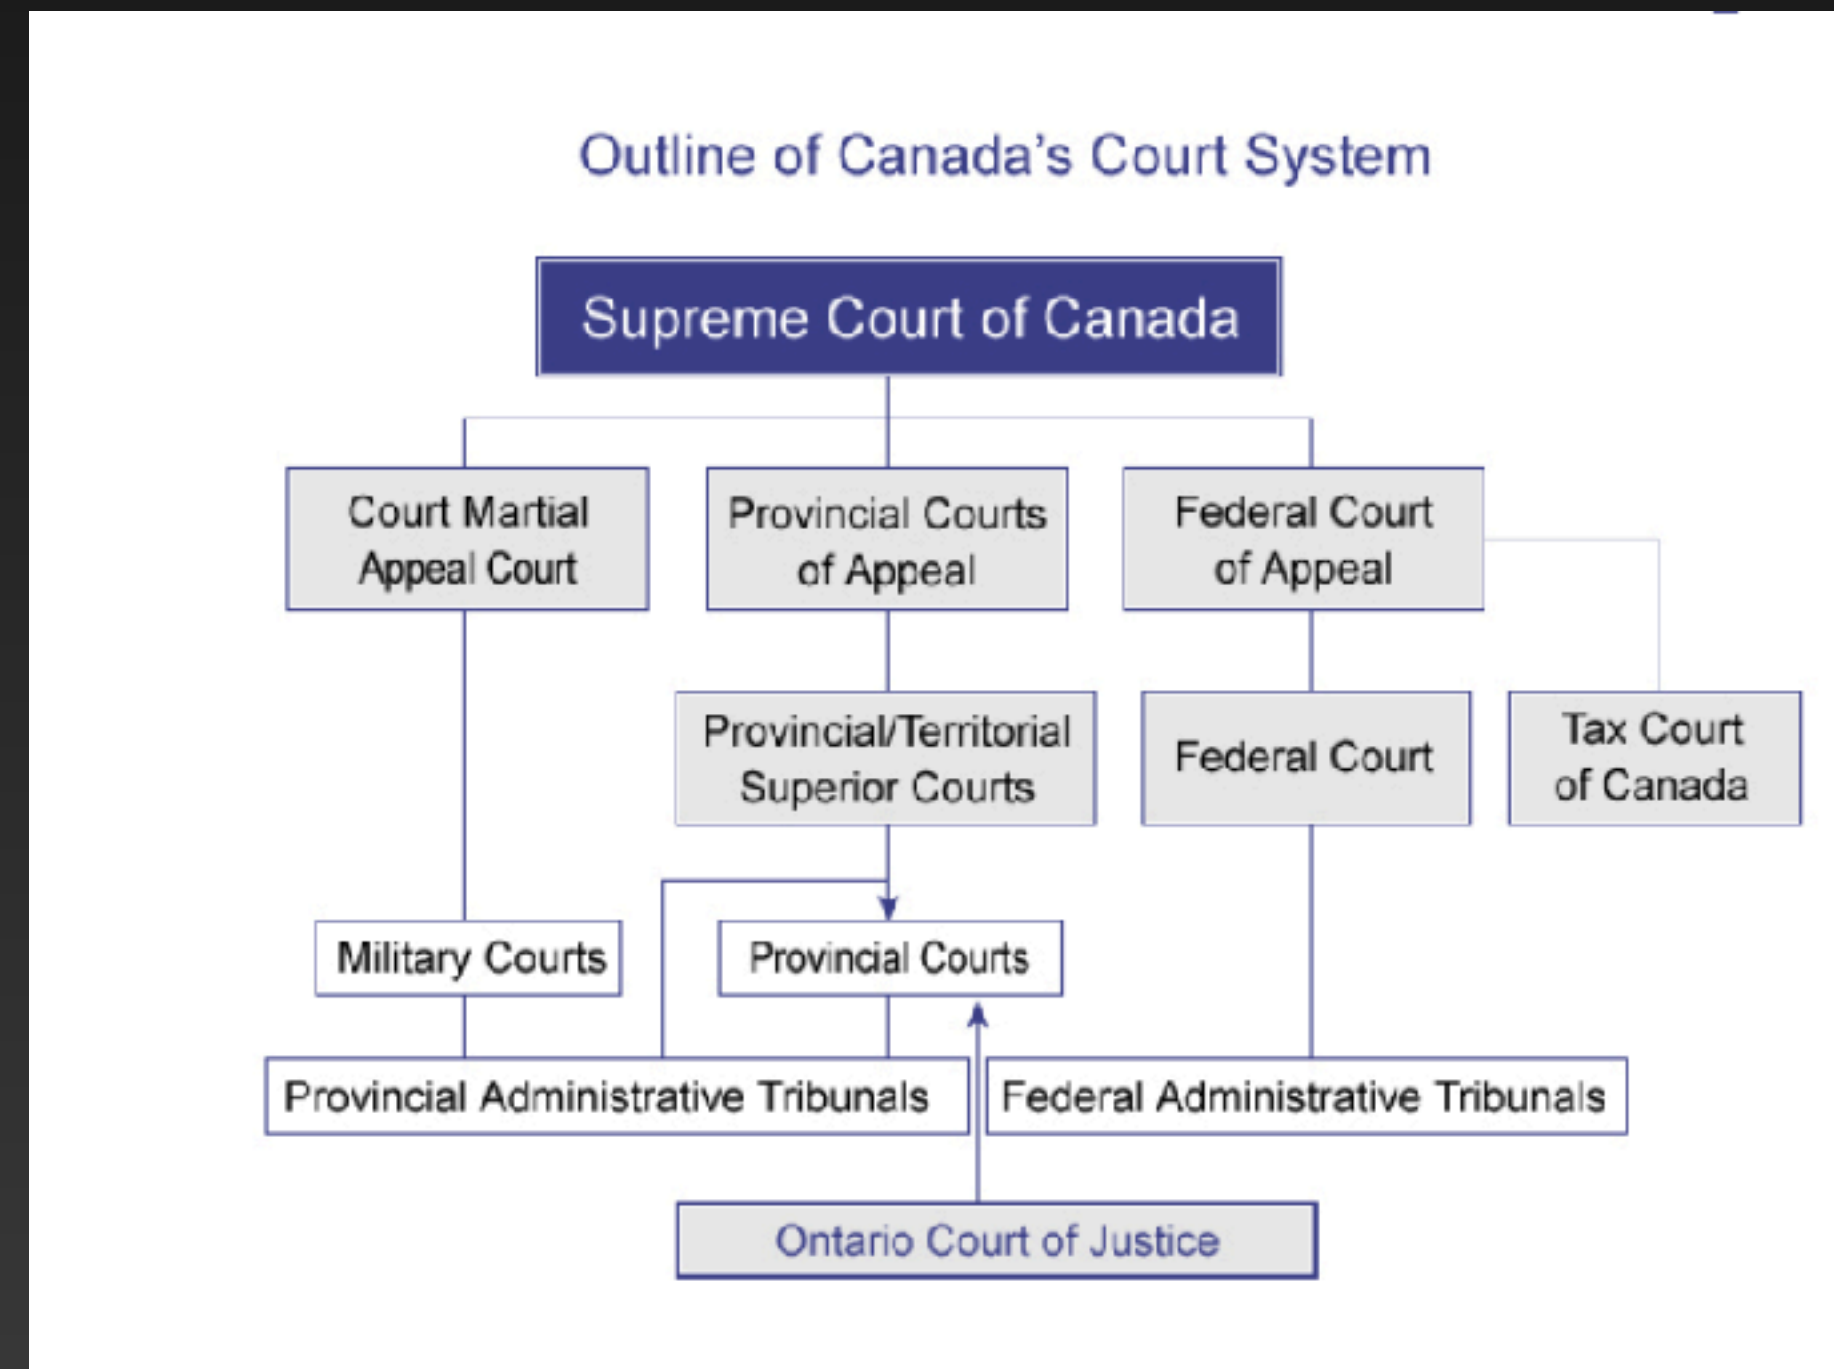 Outline of Canada's Court System
Supreme Court of Canada
Court Martial
Appeal Court
Provincial Courts
of Appeal
Federal Court
of Appeal
Provincial/Territorial
Superior Courts
Federal Court
Tax Court
of Canada
Military Courts
Provincial Courts
Provincial Administrative Tribunals
Federal Administrative Tribunals
Ontario Court of Justice